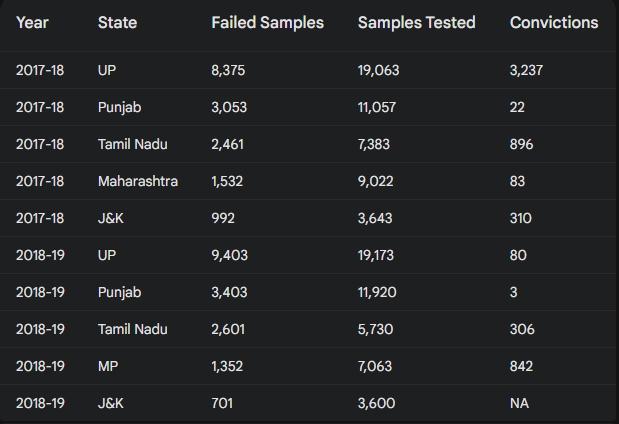 Year State Failed Samples Samples Tested Convictions
2017-18 UP 8,375 19,063 3,237
2017-18 Punjab 3,053 11,057 22
2017-18 Tamil Nadu 2,461 7,383 896
2017-18 Maharashtra 1,532 9,022 83
2017-18 J&K 992 3,643 310
2018-19 UP 9,403 19,173 80
2018-19 Punjab 3,403 11,920 3
2018-19 Tamil Nadu 2,601 5,730 306
2018-19 MP 1,352 7,063 842
2018-19 J&K 701 3,600 NA